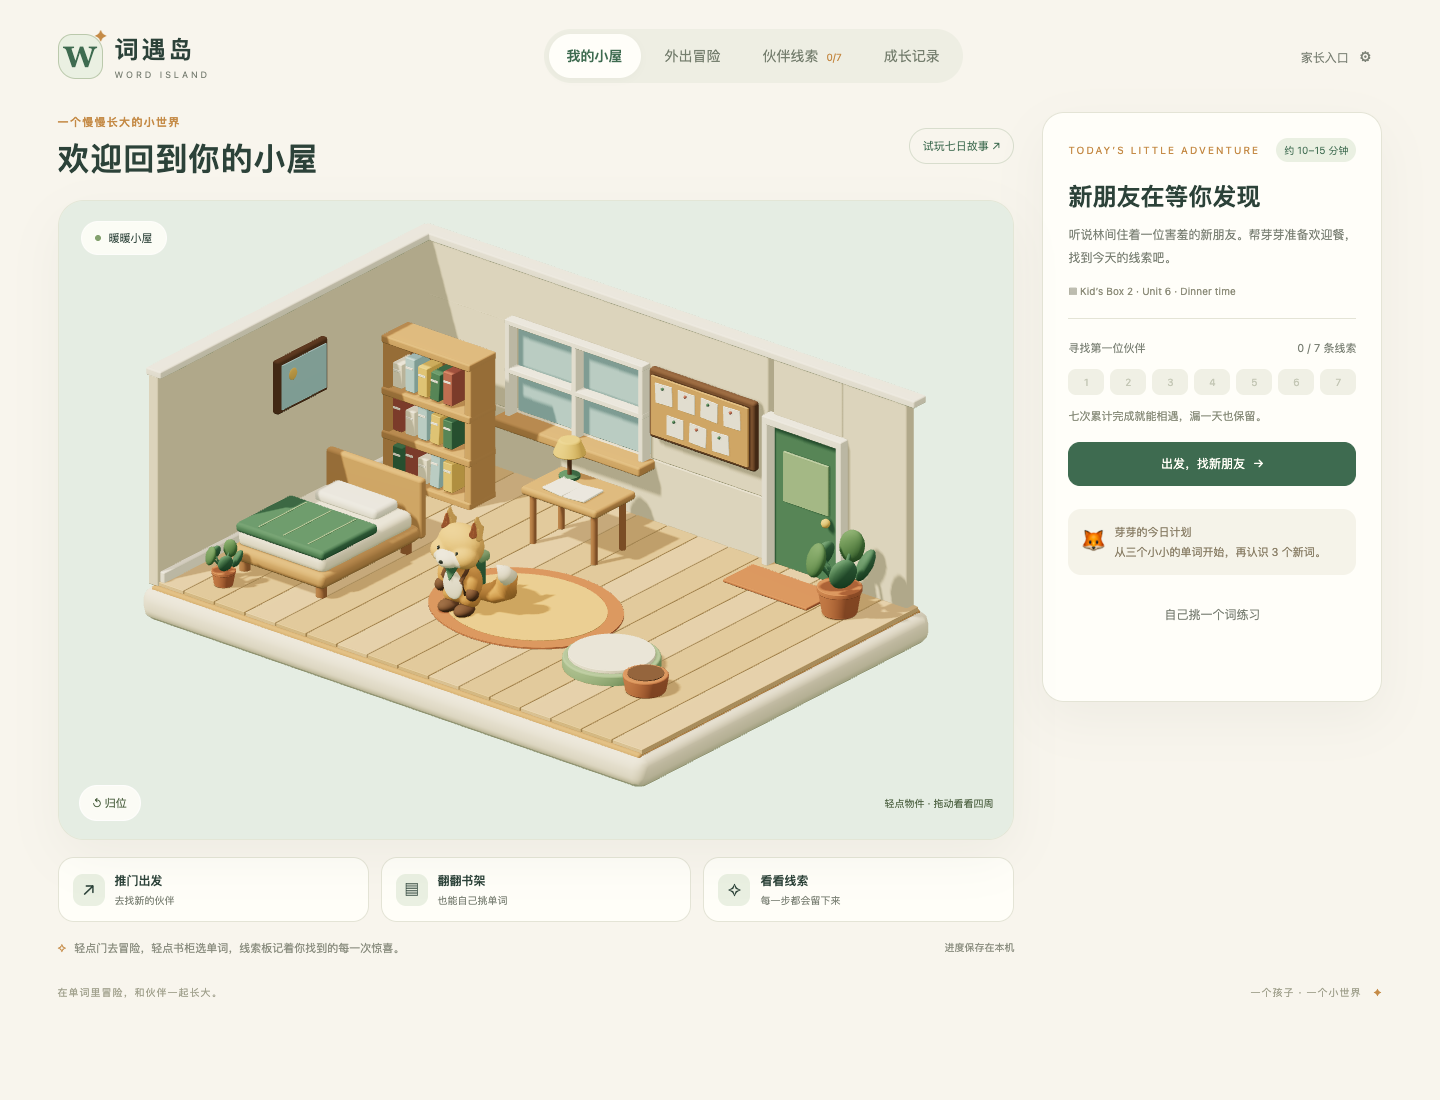 W
词遇岛
WORD ISLAND
我的小屋
外出冒险
伙伴线索 0/7
成长记录
家长入口
一个慢慢长大的小世界
欢迎回到你的小屋
试玩七日故事 ↗
暖暖小屋
归位
轻点物件 · 拖动看看四周
推门出发
去找新的伙伴
翻翻书架
也能自己挑单词
看看线索
每一步都会留下来
轻点门去冒险，轻点书柜选单词，线索板记着你找到的每一次惊喜。
进度保存在本机
TODAY'S LITTLE ADVENTURE
约 10–15 分钟
新朋友在等你发现
听说林间住着一位害羞的新朋友。帮芽芽准备欢迎餐，
找到今天的线索吧。
Kid's Box 2 · Unit 6 · Dinner time
寻找第一位伙伴
0 / 7 条线索
1 2 3 4 5 6 7
七次累计完成就能相遇，漏一天也保留。
出发，找新朋友 →
芽芽的今日计划
从三个小小的单词开始，再认识 3 个新词。
自己挑一个词练习
在单词里冒险，和伙伴一起长大。
一个孩子 · 一个小世界